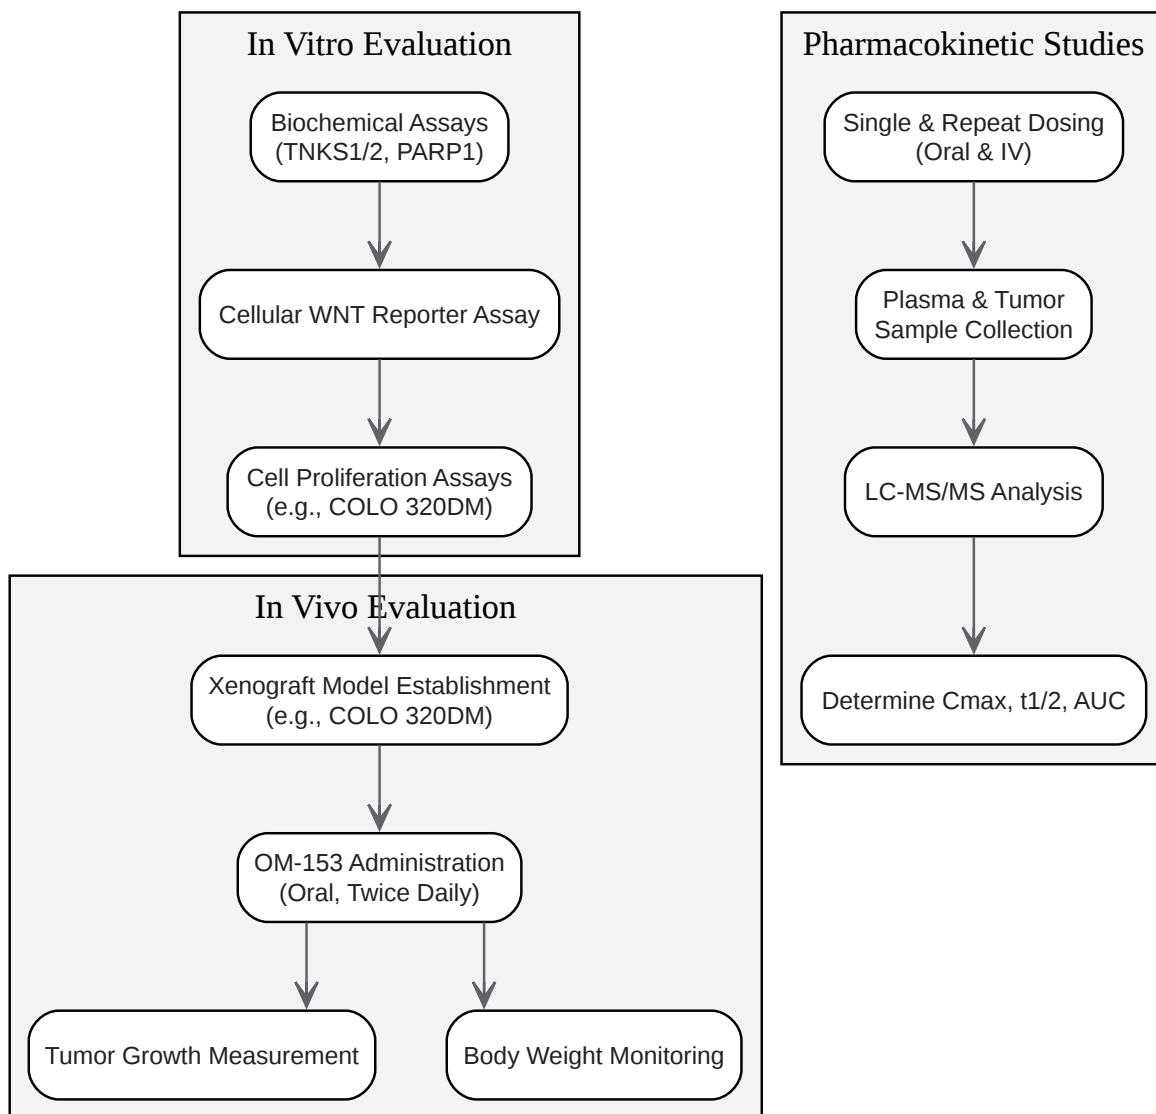 In Vitro Evaluation
Biochemical Assays
(TNKS1/2, PARP1)
Cellular WNT Reporter Assay
Cell Proliferation Assays
(e.g., COLO 320DM)
In Vivo Evaluation
Xenograft Model Establishment
(e.g., COLO 320DM)
OM-153 Administration
(Oral, Twice Daily)
Tumor Growth Measurement
Body Weight Monitoring
Pharmacokinetic Studies
Single & Repeat Dosing
(Oral & IV)
Plasma & Tumor
Sample Collection
LC-MS/MS Analysis
Determine Cmax, t1/2, AUC